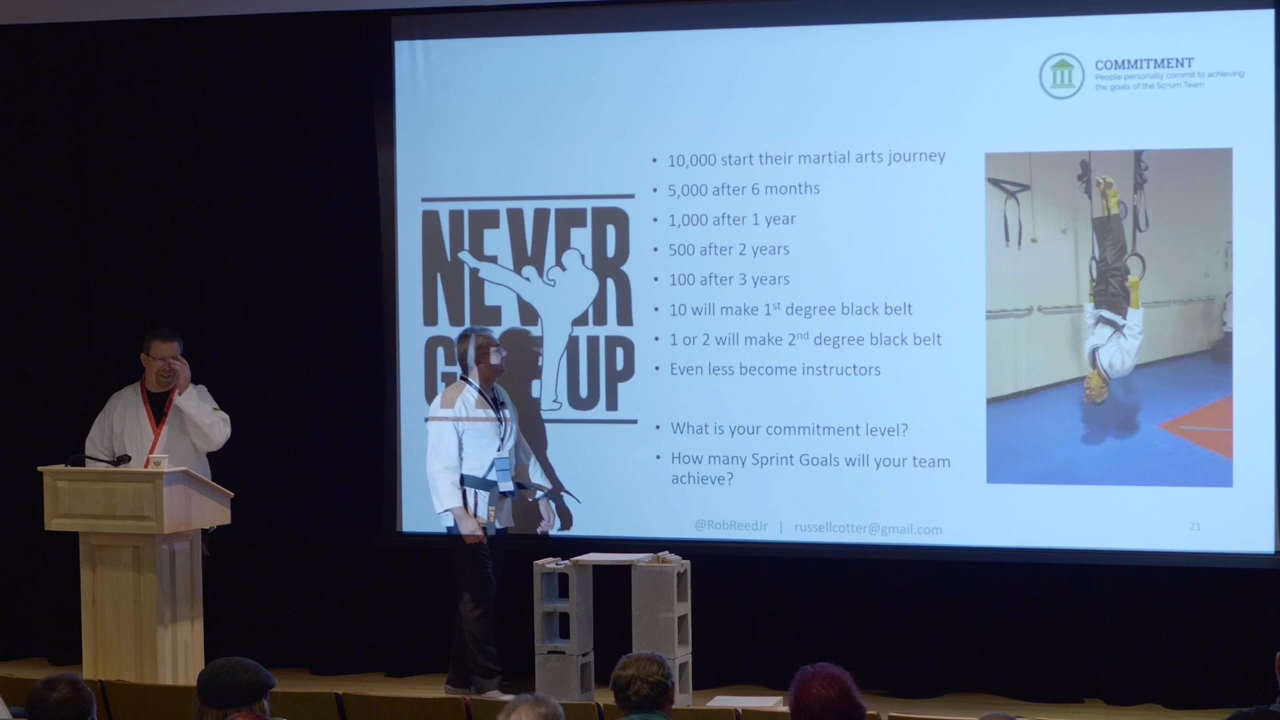 COMMITMENT
People personally commit to achieving
the goals of the Scrum Team
NEVER
GIVE UP
• 10,000 start their martial arts journey
• 5,000 after 6 months
• 1,000 after 1 year
• 500 after 2 years
• 100 after 3 years
• 10 will make 1st degree black belt
• 1 or 2 will make 2nd degree black belt
• Even less become instructors
• What is your commitment level?
• How many Sprint Goals will your team
achieve?
@RobReedJr | russellcotter@gmail.com
21